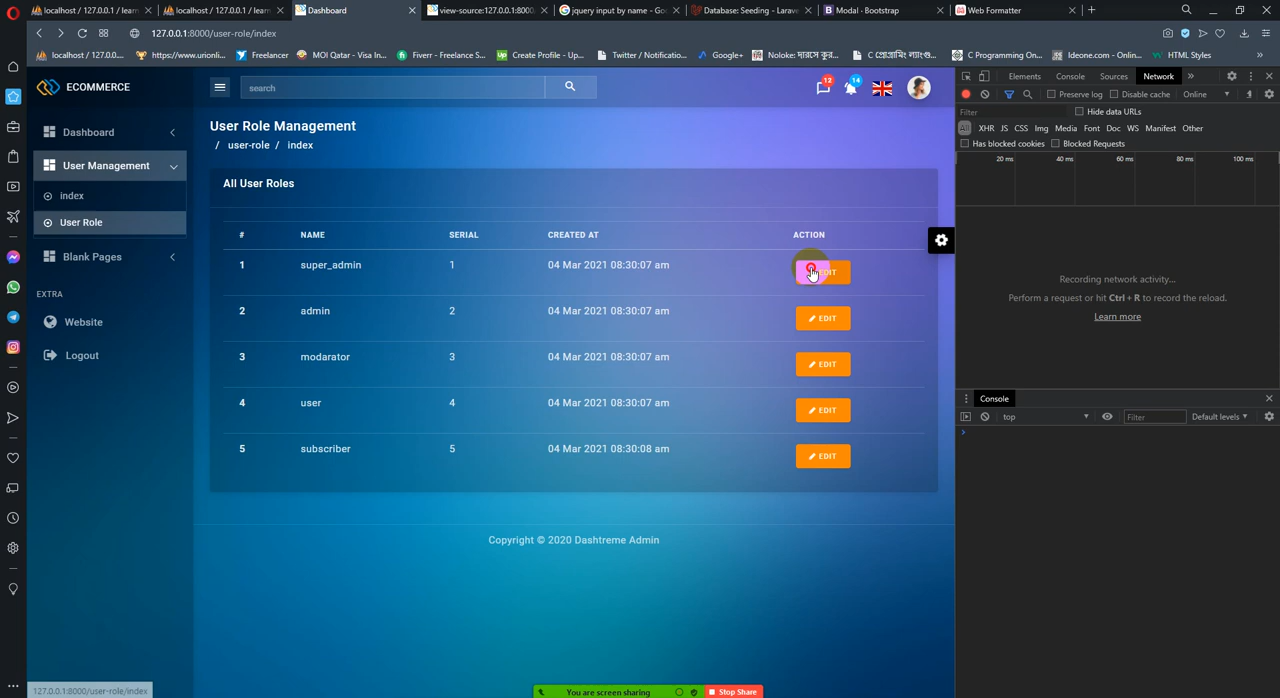 localhost / 127.0.0.1 / learn
localhost / 127.0.0.1 / learn
Dashboard
view-source:127.0.0.1:8000
jquery input by name - Go
Database: Seeding - Laravel
Modal · Bootstrap
Web Formatter
127.0.0.1:8000/user-role/index
localhost / 127.0.0....
https://www.urionli...
Freelancer
MOI Qatar - Visa In...
Fiverr - Freelance S...
Create Profile - Up...
Twitter / Notificatio...
Google+
C Programming On...
Ideone.com - Onlin...
HTML Styles
ECOMMERCE
search
12
14
Dashboard
User Management
index
User Role
Blank Pages
EXTRA
Website
Logout
User Role Management
/ user-role / index
All User Roles
# NAME SERIAL CREATED AT ACTION
1 super_admin 1 04 Mar 2021 08:30:07 am EDIT
2 admin 2 04 Mar 2021 08:30:07 am EDIT
3 modarator 3 04 Mar 2021 08:30:07 am EDIT
4 user 4 04 Mar 2021 08:30:07 am EDIT
5 subscriber 5 04 Mar 2021 08:30:08 am EDIT
Copyright © 2020 Dashtreme Admin
127.0.0.1:8000/user-role/index
You are screen sharing
Stop Share
Elements Console Sources Network
Preserve log Disable cache Online
Filter Hide data URLs
All XHR JS CSS Img Media Font Doc WS Manifest Other
Has blocked cookies Blocked Requests
20 ms 40 ms 60 ms 80 ms 100 ms
Recording network activity...
Perform a request or hit Ctrl + R to record the reload.
Learn more
Console
top Filter Default levels